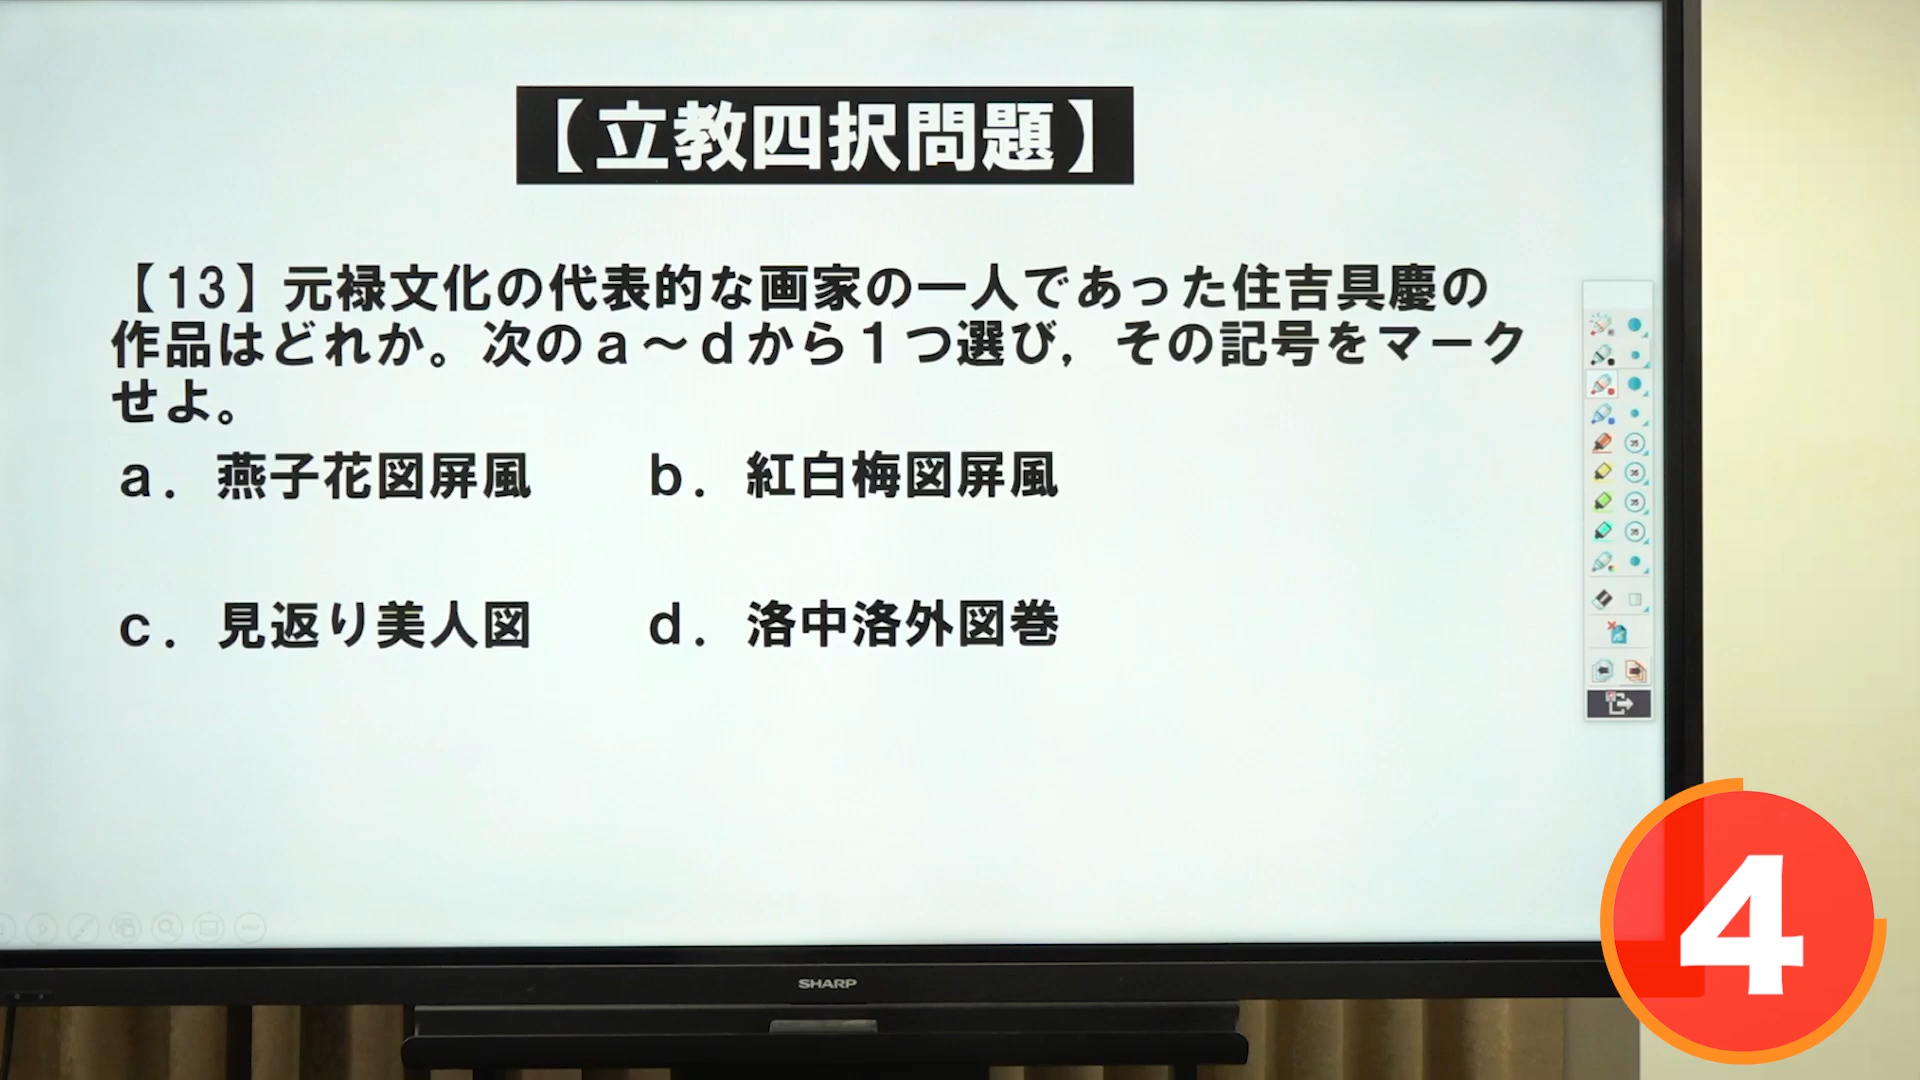 【立教四択問題】
【13】元禄文化の代表的な画家の一人であった住吉具慶の
作品はどれか。次のａ～ｄから１つ選び，その記号をマーク
せよ。
ａ．燕子花図屏風　　ｂ．紅白梅図屏風
ｃ．見返り美人図　　ｄ．洛中洛外図巻
SHARP
4